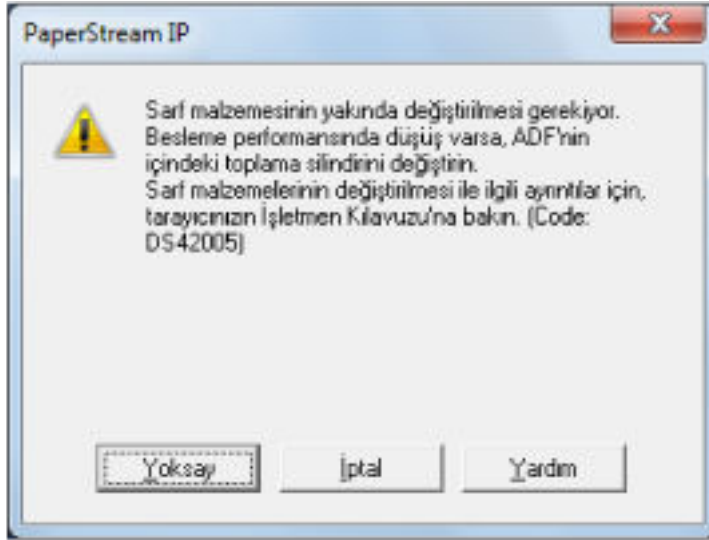 PaperStream IP
Sarf malzemesinin yakında değiştirilmesi gerekiyor.
Besleme performansında düşüş varsa, ADF'nin
içindeki toplama silindirini değiştirin.
Sarf malzemelerinin değiştirilmesi ile ilgili ayrıntılar için,
tarayıcınızın İşletmen Kılavuzu'na bakın. (Code:
DS42005)
Yoksay
İptal
Yardım